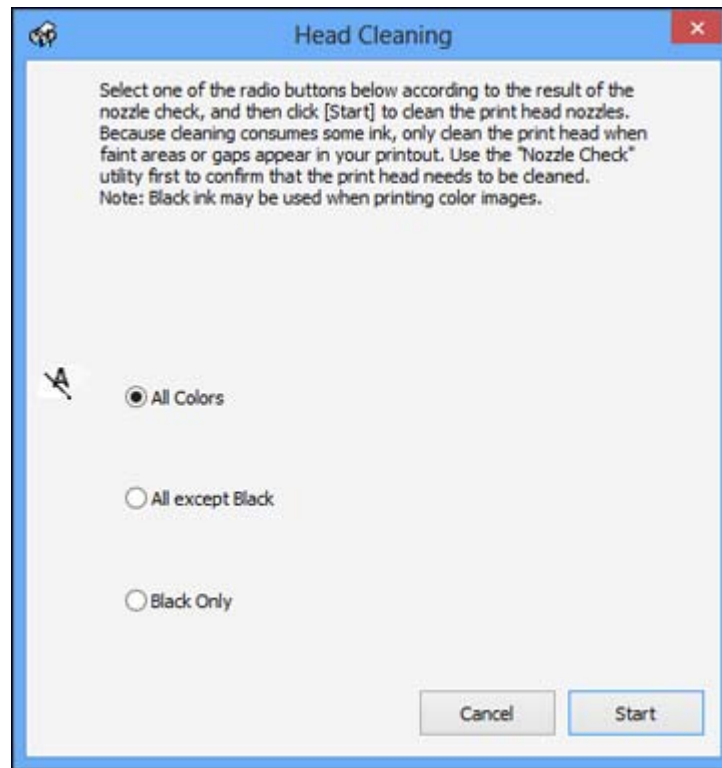 Head Cleaning
Select one of the radio buttons below according to the result of the
nozzle check, and then click [Start] to clean the print head nozzles.
Because cleaning consumes some ink, only clean the print head when
faint areas or gaps appear in your printout. Use the "Nozzle Check"
utility first to confirm that the print head needs to be cleaned.
Note: Black ink may be used when printing color images.
All Colors
All except Black
Black Only
Cancel
Start